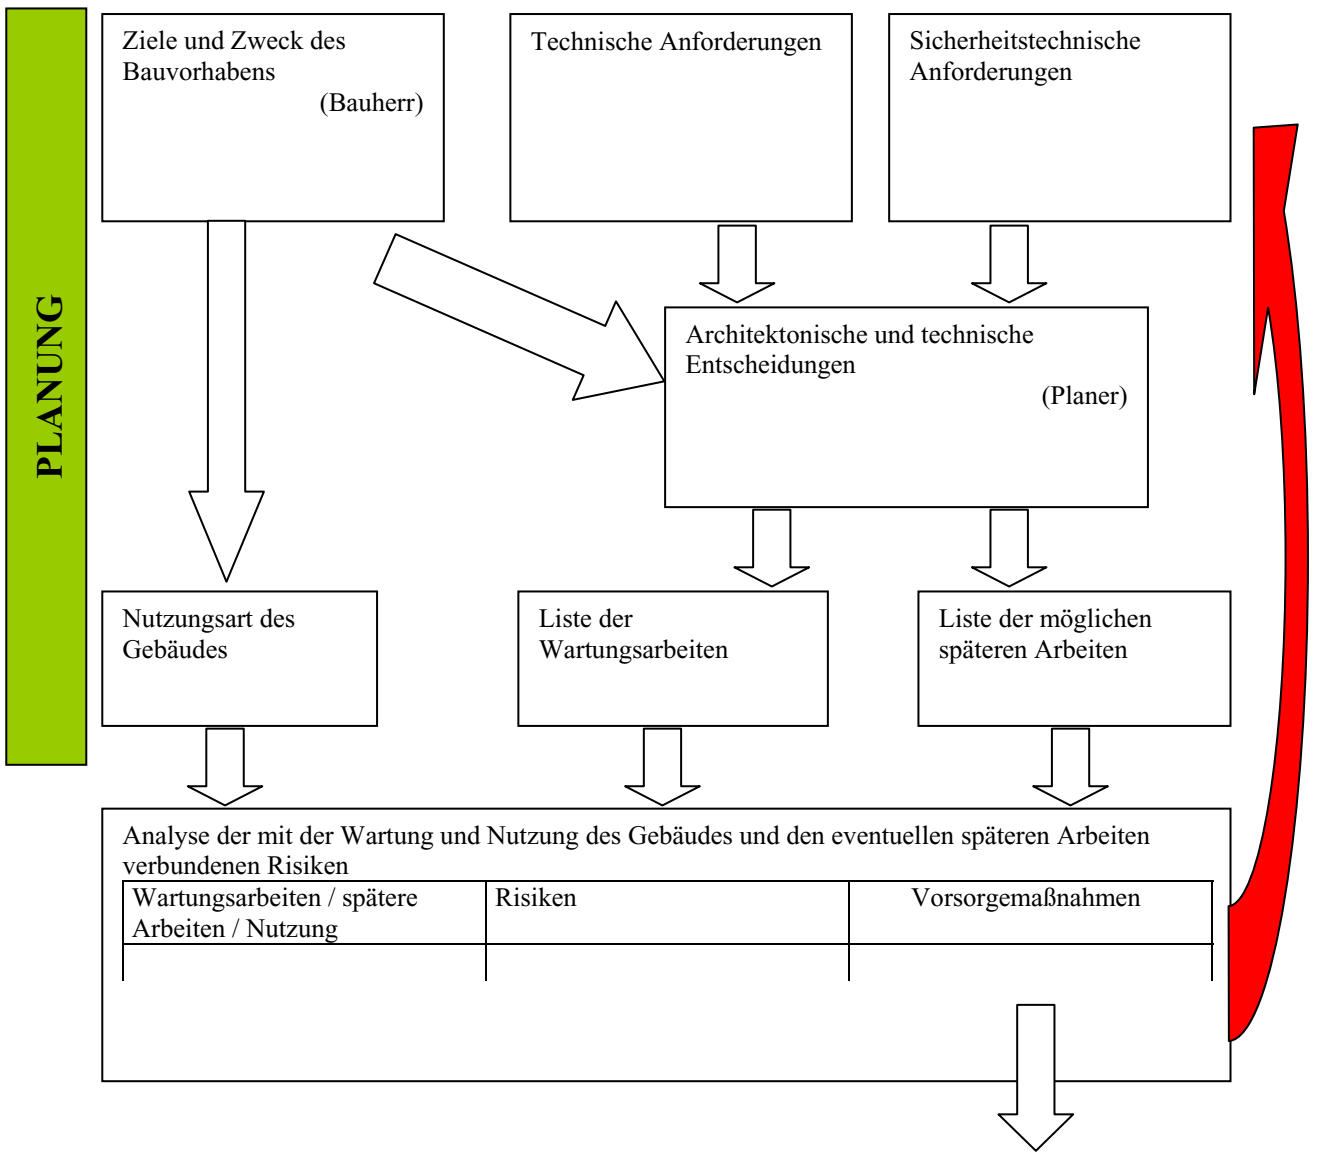 PLANUNG
Ziele und Zweck des
Bauvorhabens
(Bauherr)
Technische Anforderungen
Sicherheitstechnische
Anforderungen
Architektonische und technische
Entscheidungen
(Planer)
Nutzungsart des
Gebäudes
Liste der
Wartungsarbeiten
Liste der möglichen
späteren Arbeiten
Analyse der mit der Wartung und Nutzung des Gebäudes und den eventuellen späteren Arbeiten
verbundenen Risiken
Wartungsarbeiten / spätere
Arbeiten / Nutzung
Risiken
Vorsorgemaßnahmen